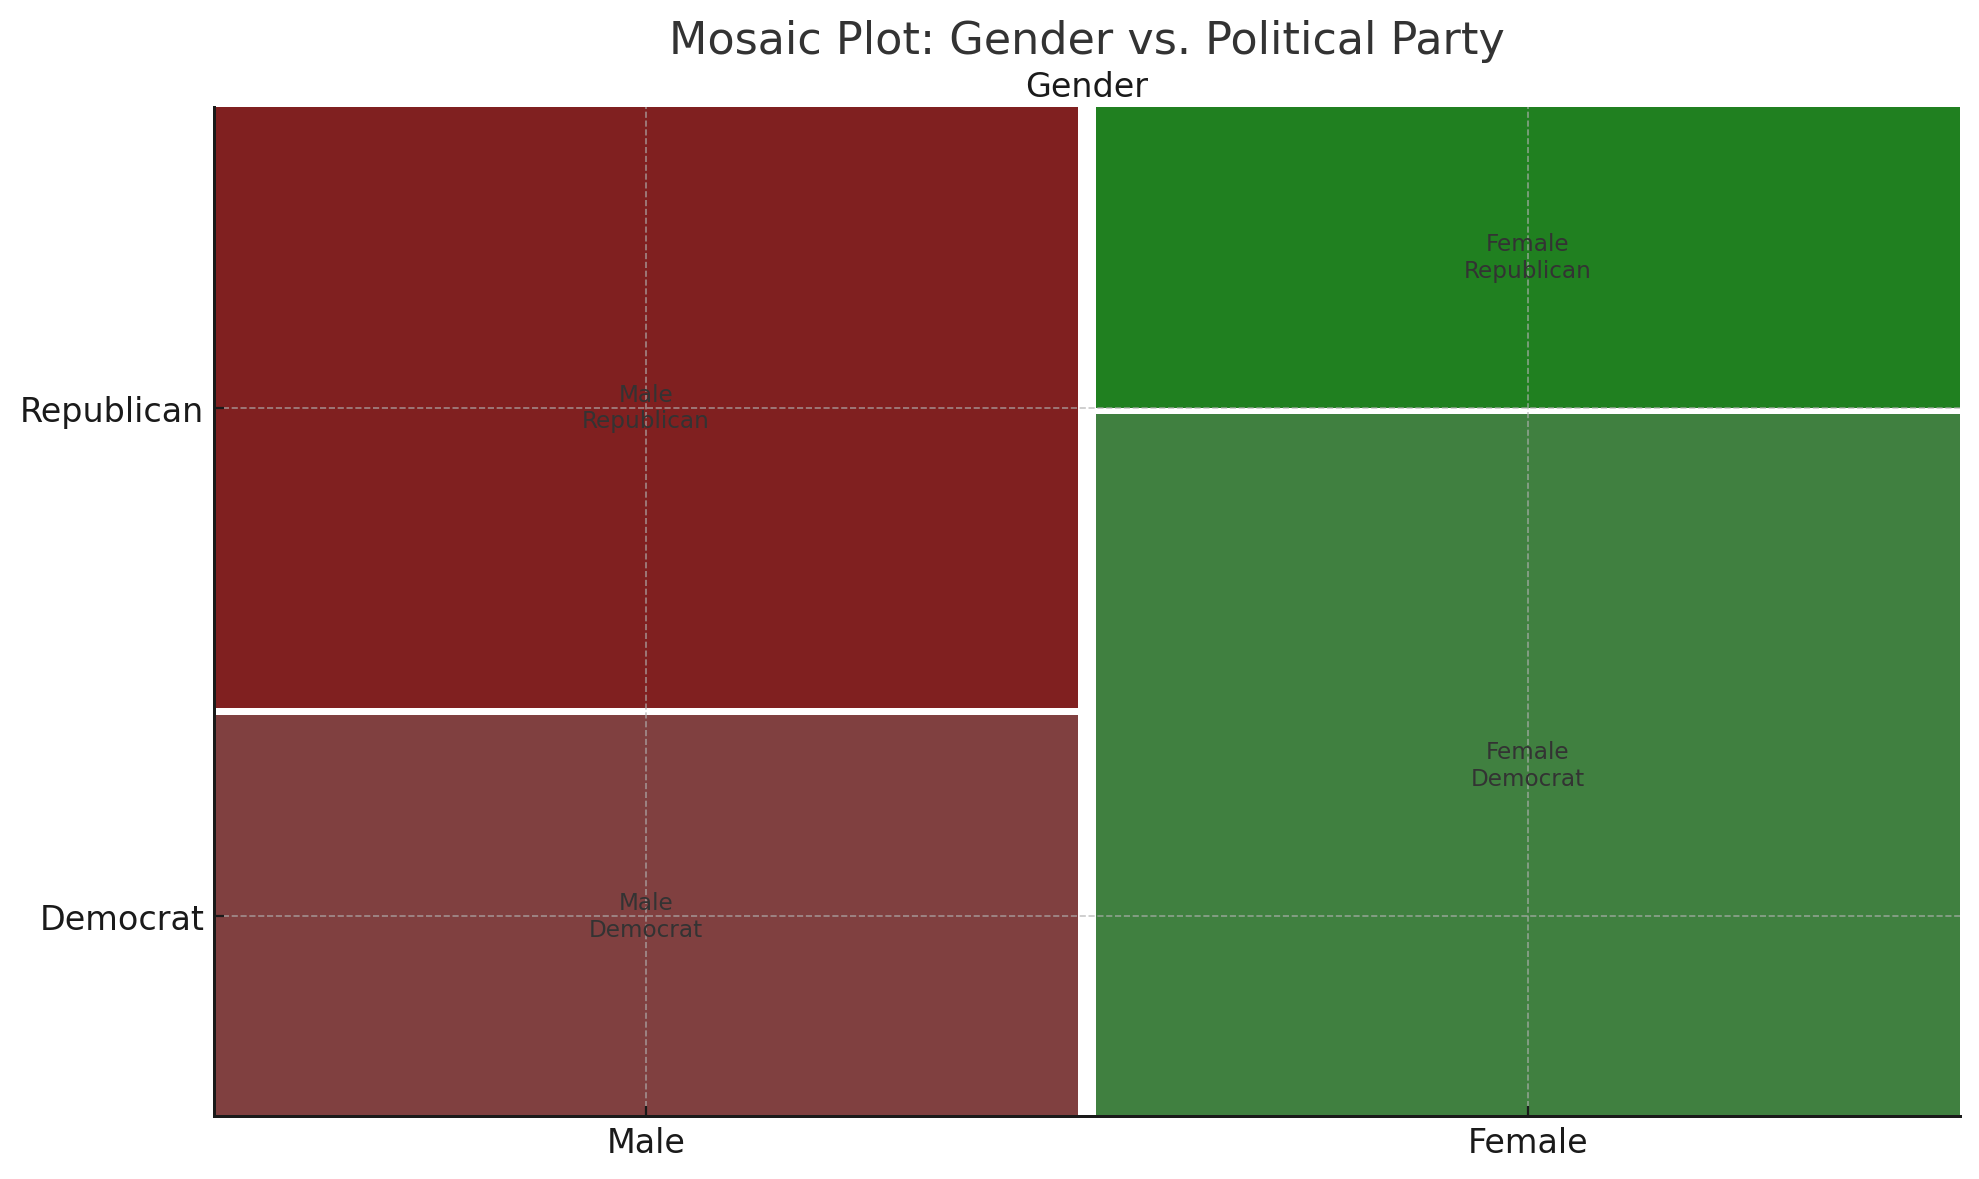 Mosaic Plot: Gender vs. Political Party
Gender
Female
Republican
Male
Republican
Republican
Female
Democrat
Male
Democrat
Democrat
Male
Female